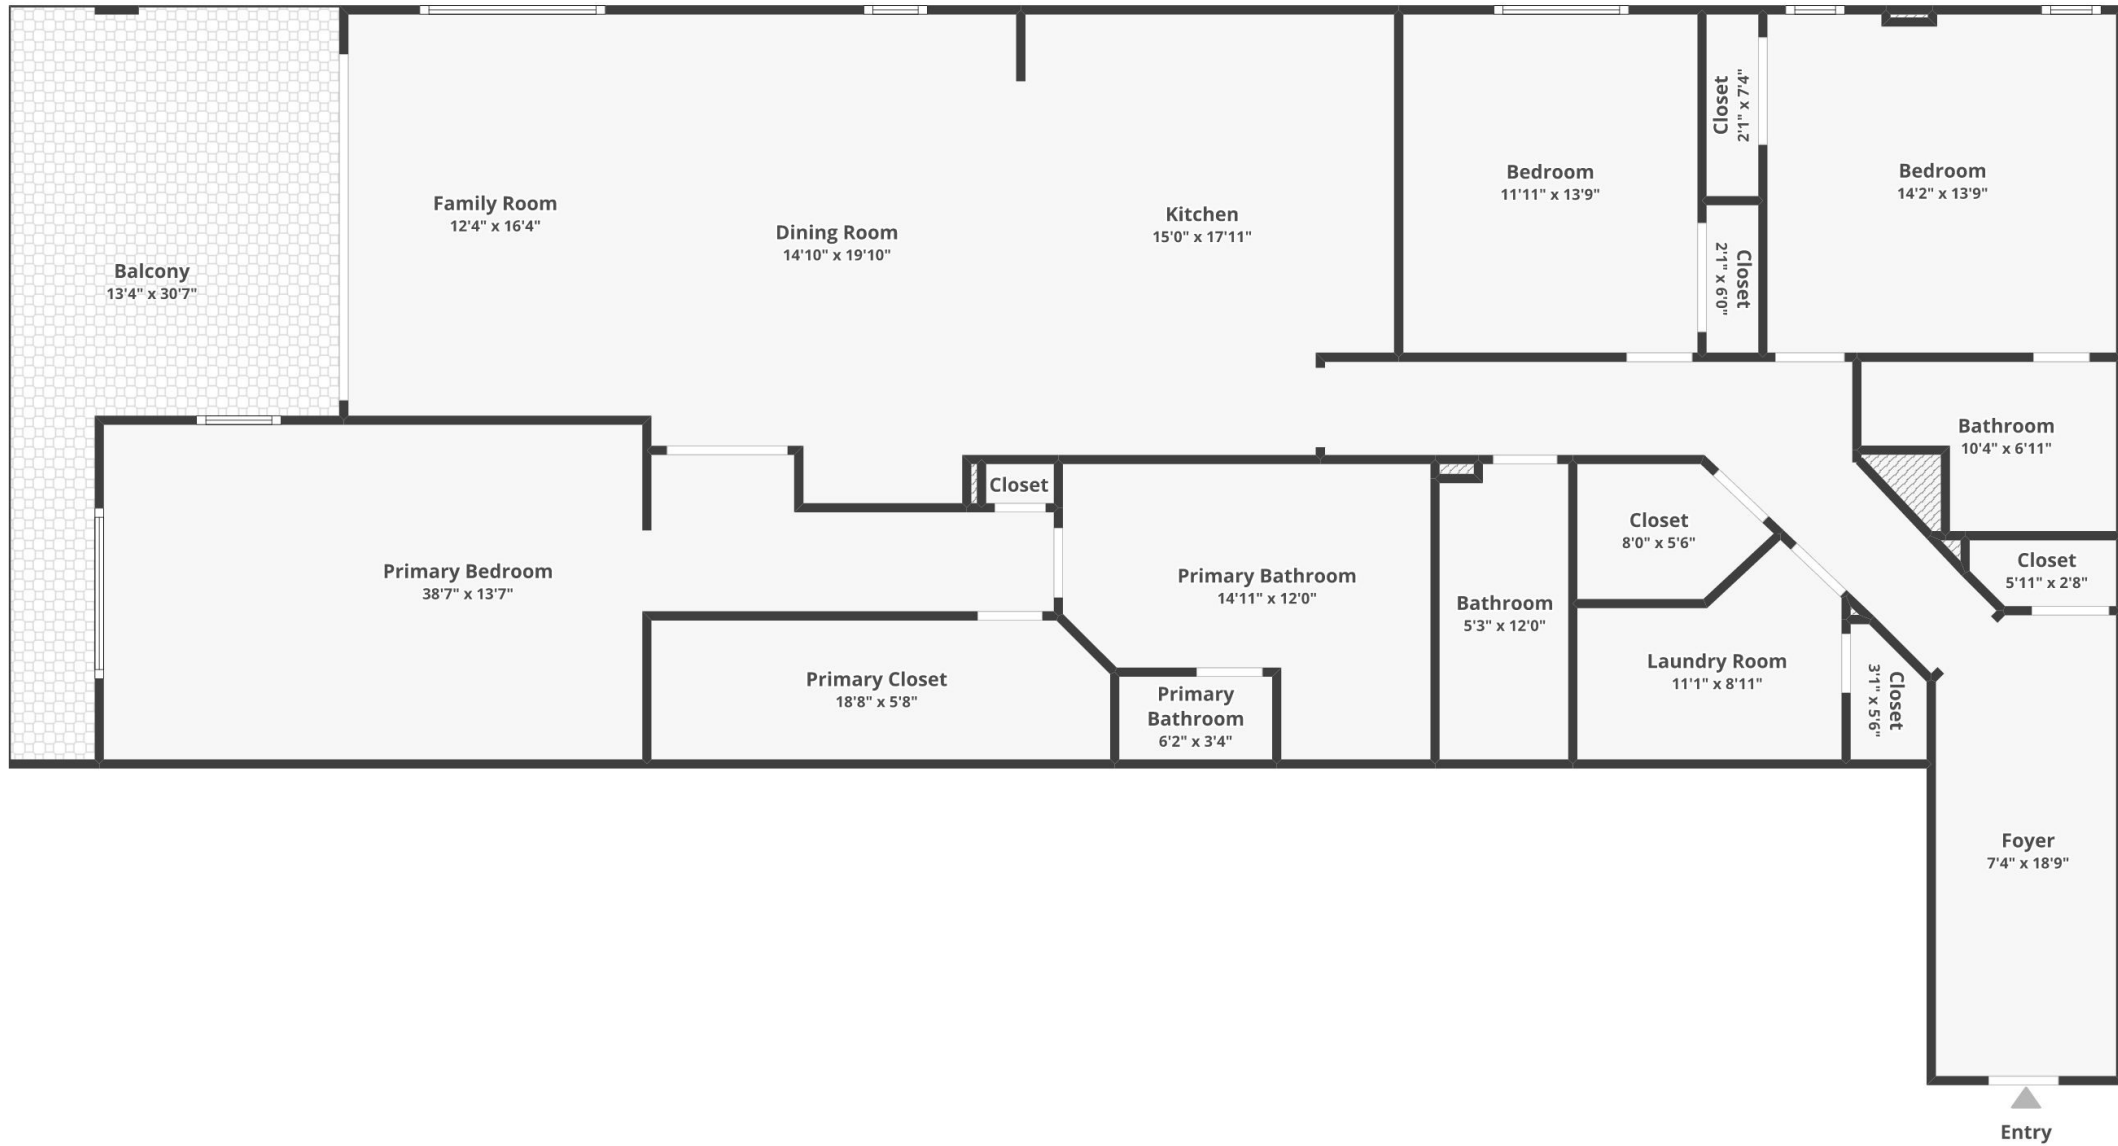 Family Room
12'4" x 16'4"
Dining Room
14'10" x 19'10"
Kitchen
15'0" x 17'11"
Bedroom
11'11" x 13'9"
Closet
2'1" x 7'4"
Bedroom
14'2" x 13'9"
Balcony
13'4" x 30'7"
Closet
2'1" x 6'0"
Bathroom
10'4" x 6'11"
Closet
Closet
8'0" x 5'6"
Closet
5'11" x 2'8"
Primary Bedroom
38'7" x 13'7"
Primary Bathroom
14'11" x 12'0"
Bathroom
5'3" x 12'0"
Primary Closet
18'8" x 5'8"
Primary
Bathroom
6'2" x 3'4"
Laundry Room
11'1" x 8'11"
Closet
3'1" x 5'6"
Foyer
7'4" x 18'9"
Entry